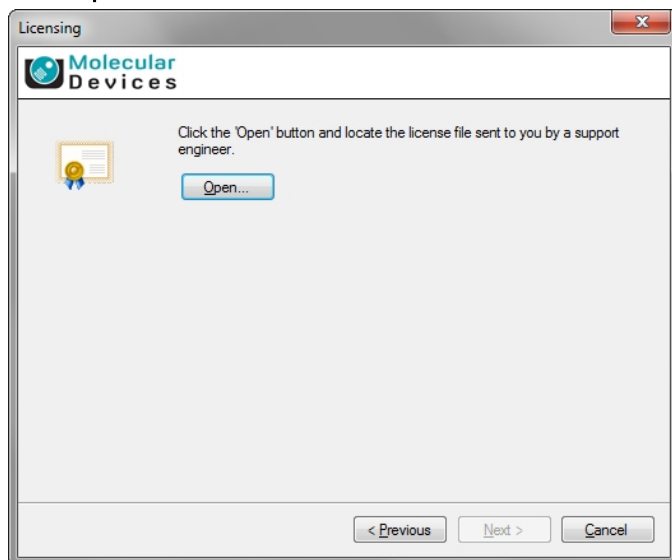 Licensing
Molecular
Devices
Click the 'Open' button and locate the license file sent to you by a support
engineer.
Open...
< Previous
Next >
Cancel